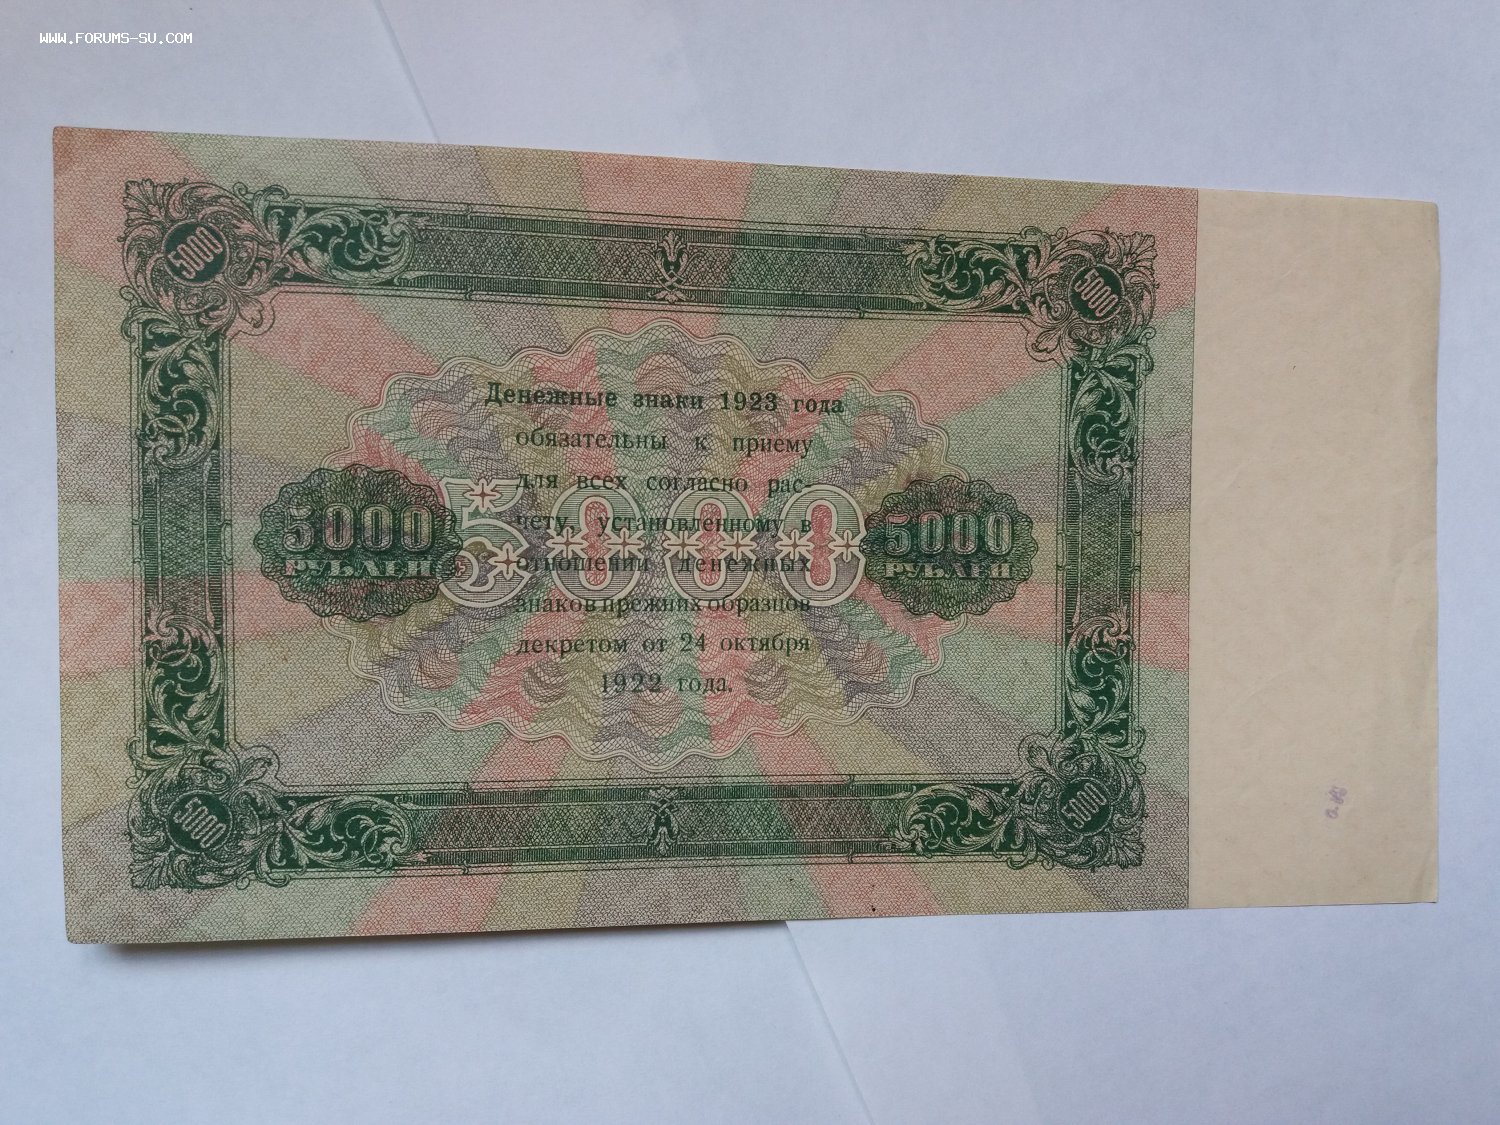 WWW.FORUMS-SU.COM
5000
5000
Денежные знаки 1923 года
обязательны к приему
для всех согласно рас-
чету, установленному в
отношении денежных
знаков прежних образцов
декретом от 24 октября
1922 года.
5000
РУБЛЕЙ
5000
5000
РУБЛЕЙ
5000
5000